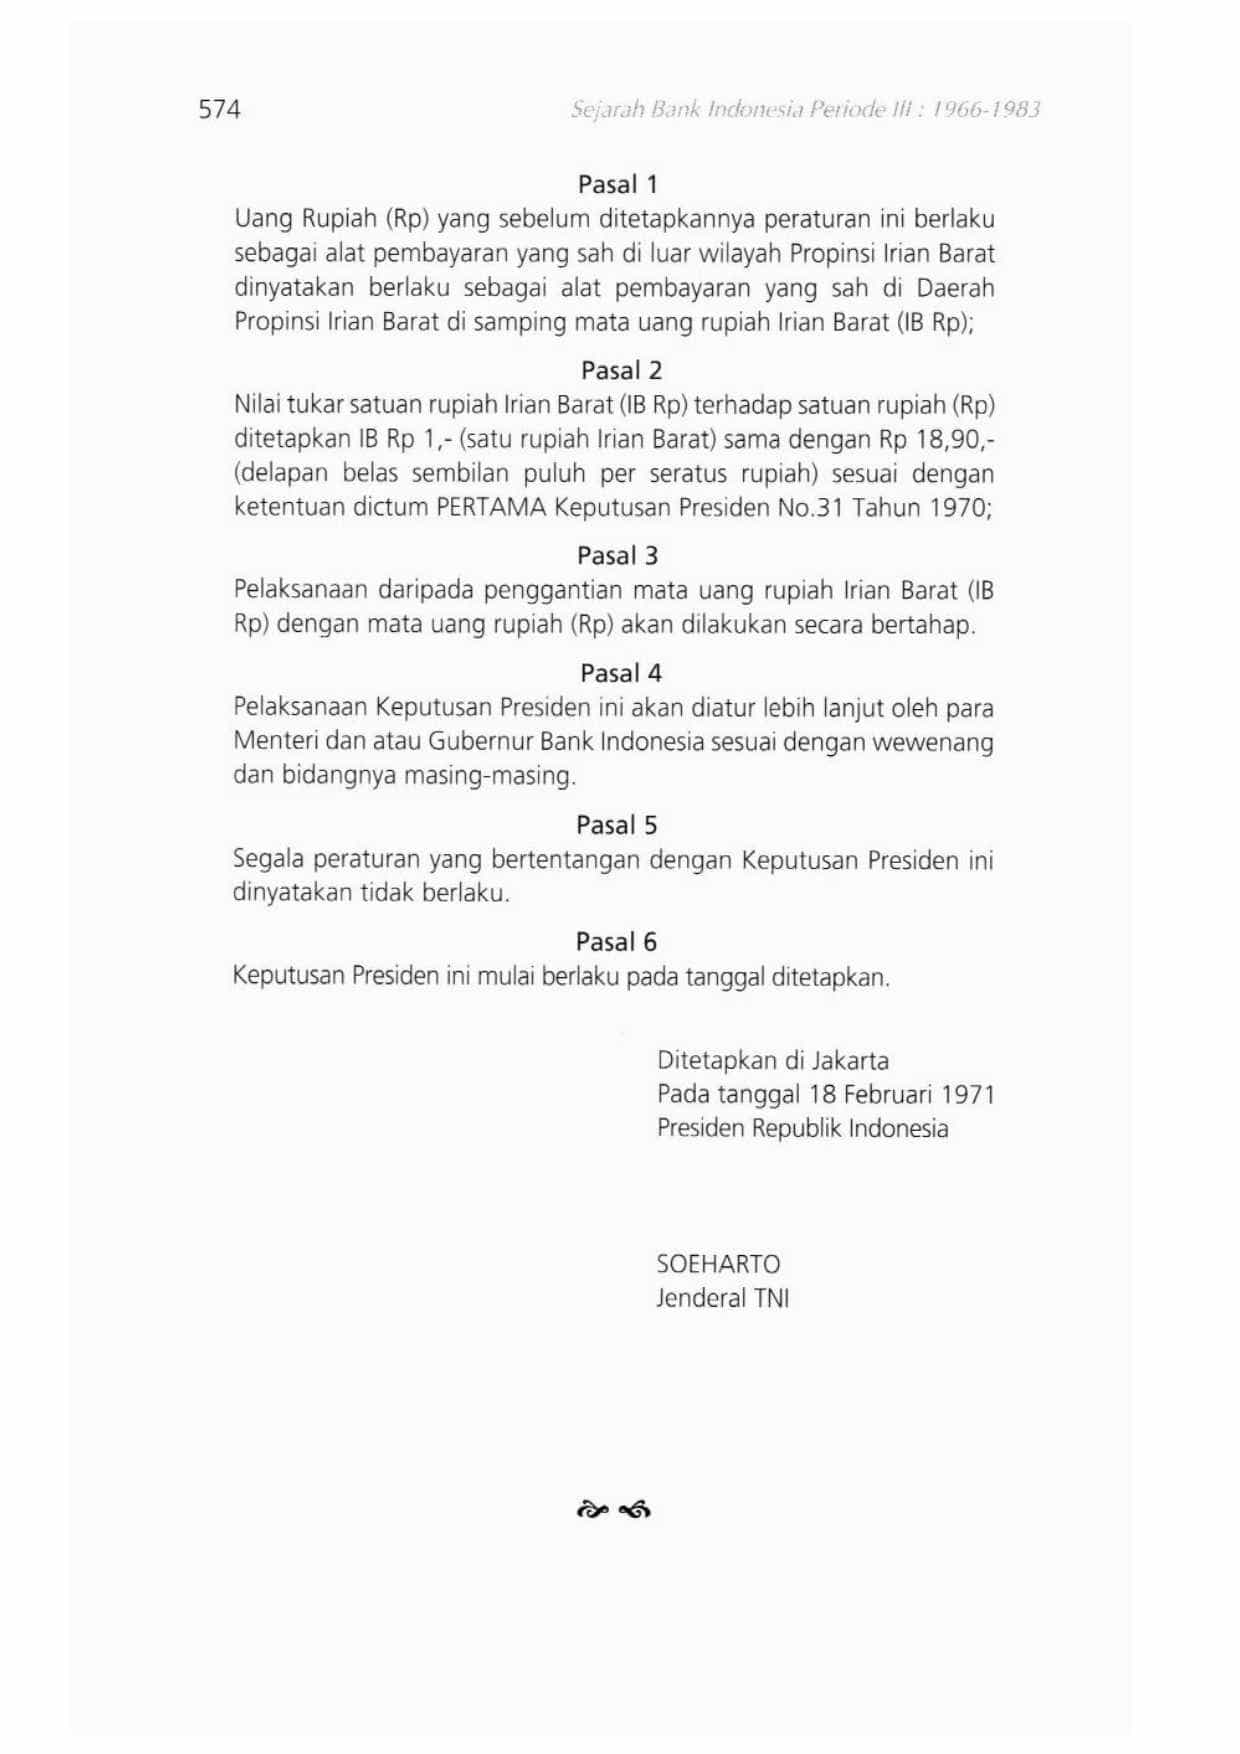 574
Sejarah Bank Indonesia Periode III : 1966-1983
Pasal 1
Uang Rupiah (Rp) yang sebelum ditetapkannya peraturan ini berlaku
sebagai alat pembayaran yang sah di luar wilayah Propinsi Irian Barat
dinyatakan berlaku sebagai alat pembayaran yang sah di Daerah
Propinsi Irian Barat di samping mata uang rupiah Irian Barat (IB Rp);
Pasal 2
Nilai tukar satuan rupiah Irian Barat (IB Rp) terhadap satuan rupiah (Rp)
ditetapkan IB Rp 1,- (satu rupiah Irian Barat) sama dengan Rp 18,90,-
(delapan belas sembilan puluh per seratus rupiah) sesuai dengan
ketentuan dictum PERTAMA Keputusan Presiden No.31 Tahun 1970;
Pasal 3
Pelaksanaan daripada penggantian mata uang rupiah Irian Barat (IB
Rp) dengan mata uang rupiah (Rp) akan dilakukan secara bertahap.
Pasal 4
Pelaksanaan Keputusan Presiden ini akan diatur lebih lanjut oleh para
Menteri dan atau Gubernur Bank Indonesia sesuai dengan wewenang
dan bidangnya masing-masing.
Pasal 5
Segala peraturan yang bertentangan dengan Keputusan Presiden ini
dinyatakan tidak berlaku.
Pasal 6
Keputusan Presiden ini mulai berlaku pada tanggal ditetapkan.
Ditetapkan di Jakarta
Pada tanggal 18 Februari 1971
Presiden Republik Indonesia
SOEHARTO
Jenderal TNI